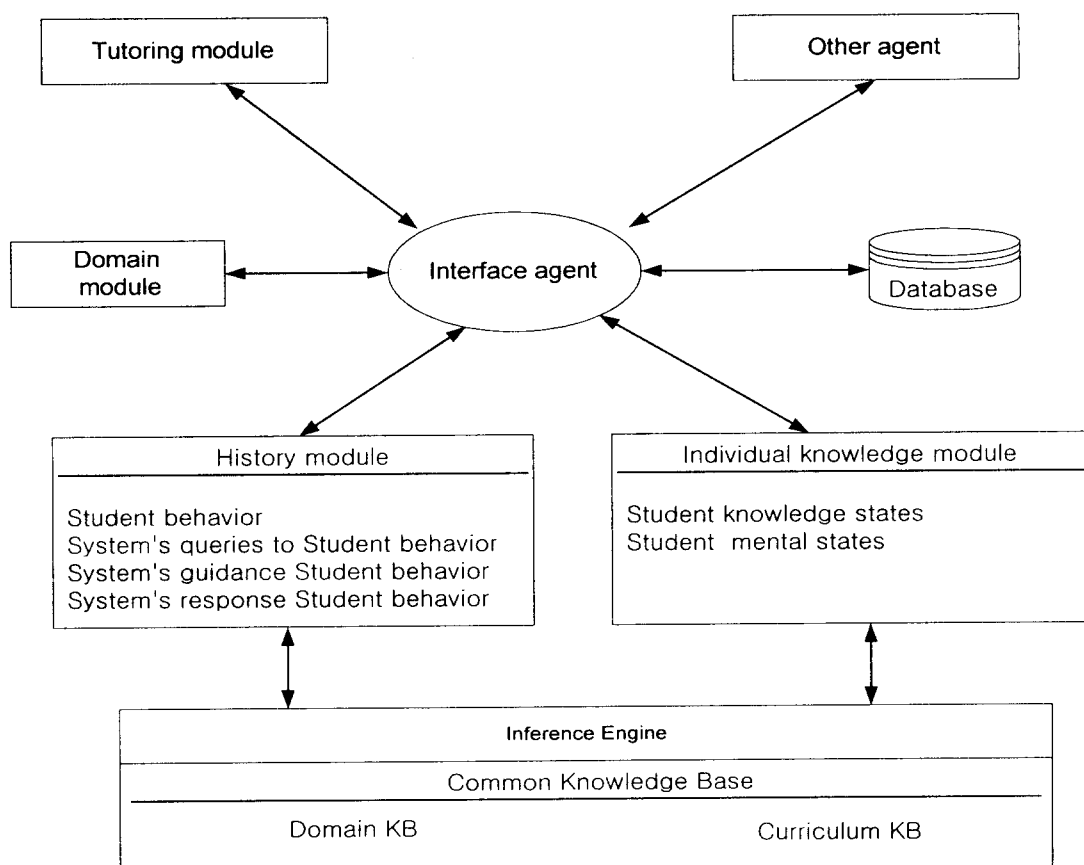 Tutoring module
Other agent
Domain
module
Interface agent
Database
History module
Student behavior
System's queries to Student behavior
System's guidance Student behavior
System's response Student behavior
Individual knowledge module
Student knowledge states
Student mental states
Inference Engine
Common Knowledge Base
Domain KB
Curriculum KB